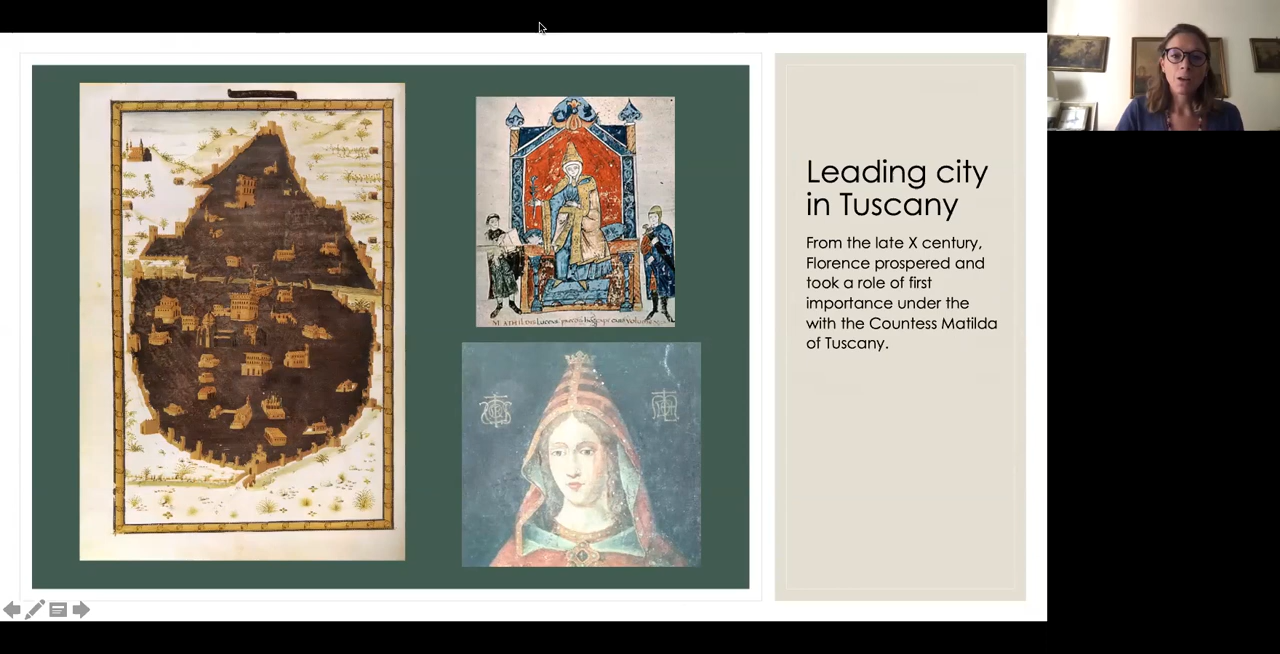 Leading city
in Tuscany
From the late X century,
Florence prospered and
took a role of first
importance under the
with the Countess Matilda
of Tuscany.